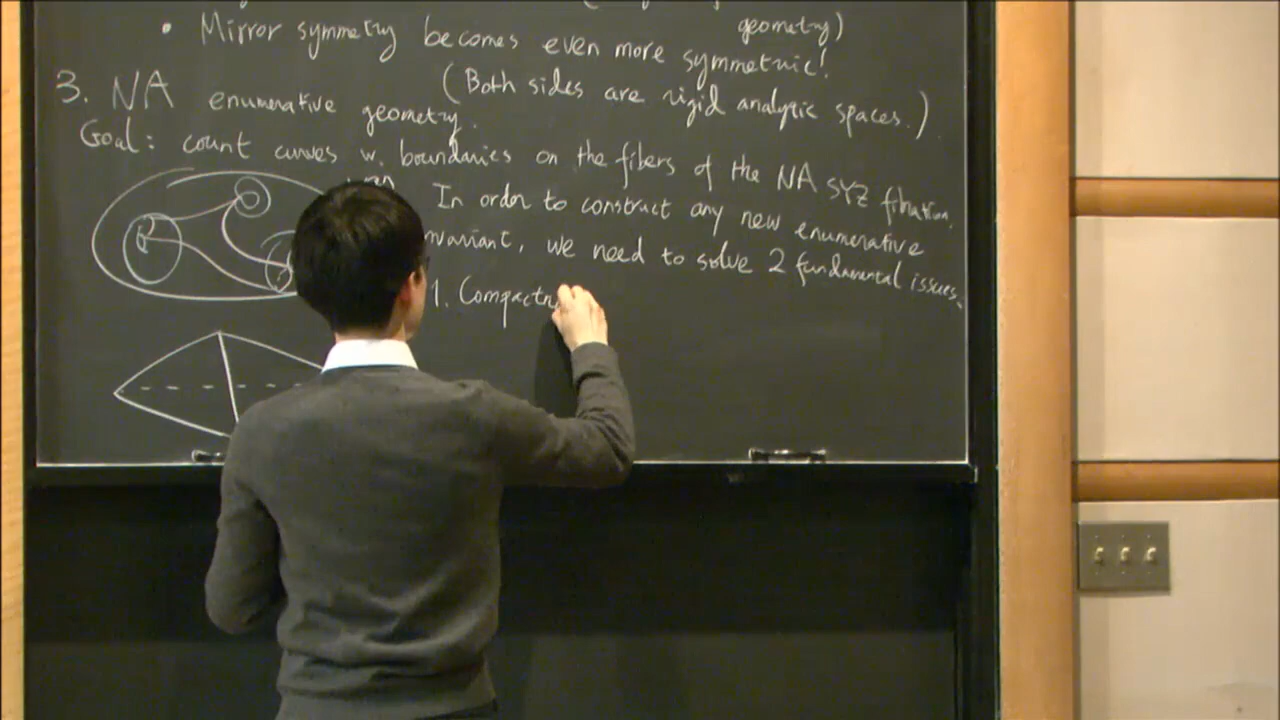 • Mirror symmetry becomes even more symmetric!
geometry)
(Both sides are rigid analytic spaces.)
3. NA enumerative geometry.
Goal: count curves w. boundaries on the fibers of the NA SYZ fibration.
In order to construct any new enumerative
nvariant, we need to solve 2 fundamental issues.
1. Compactn